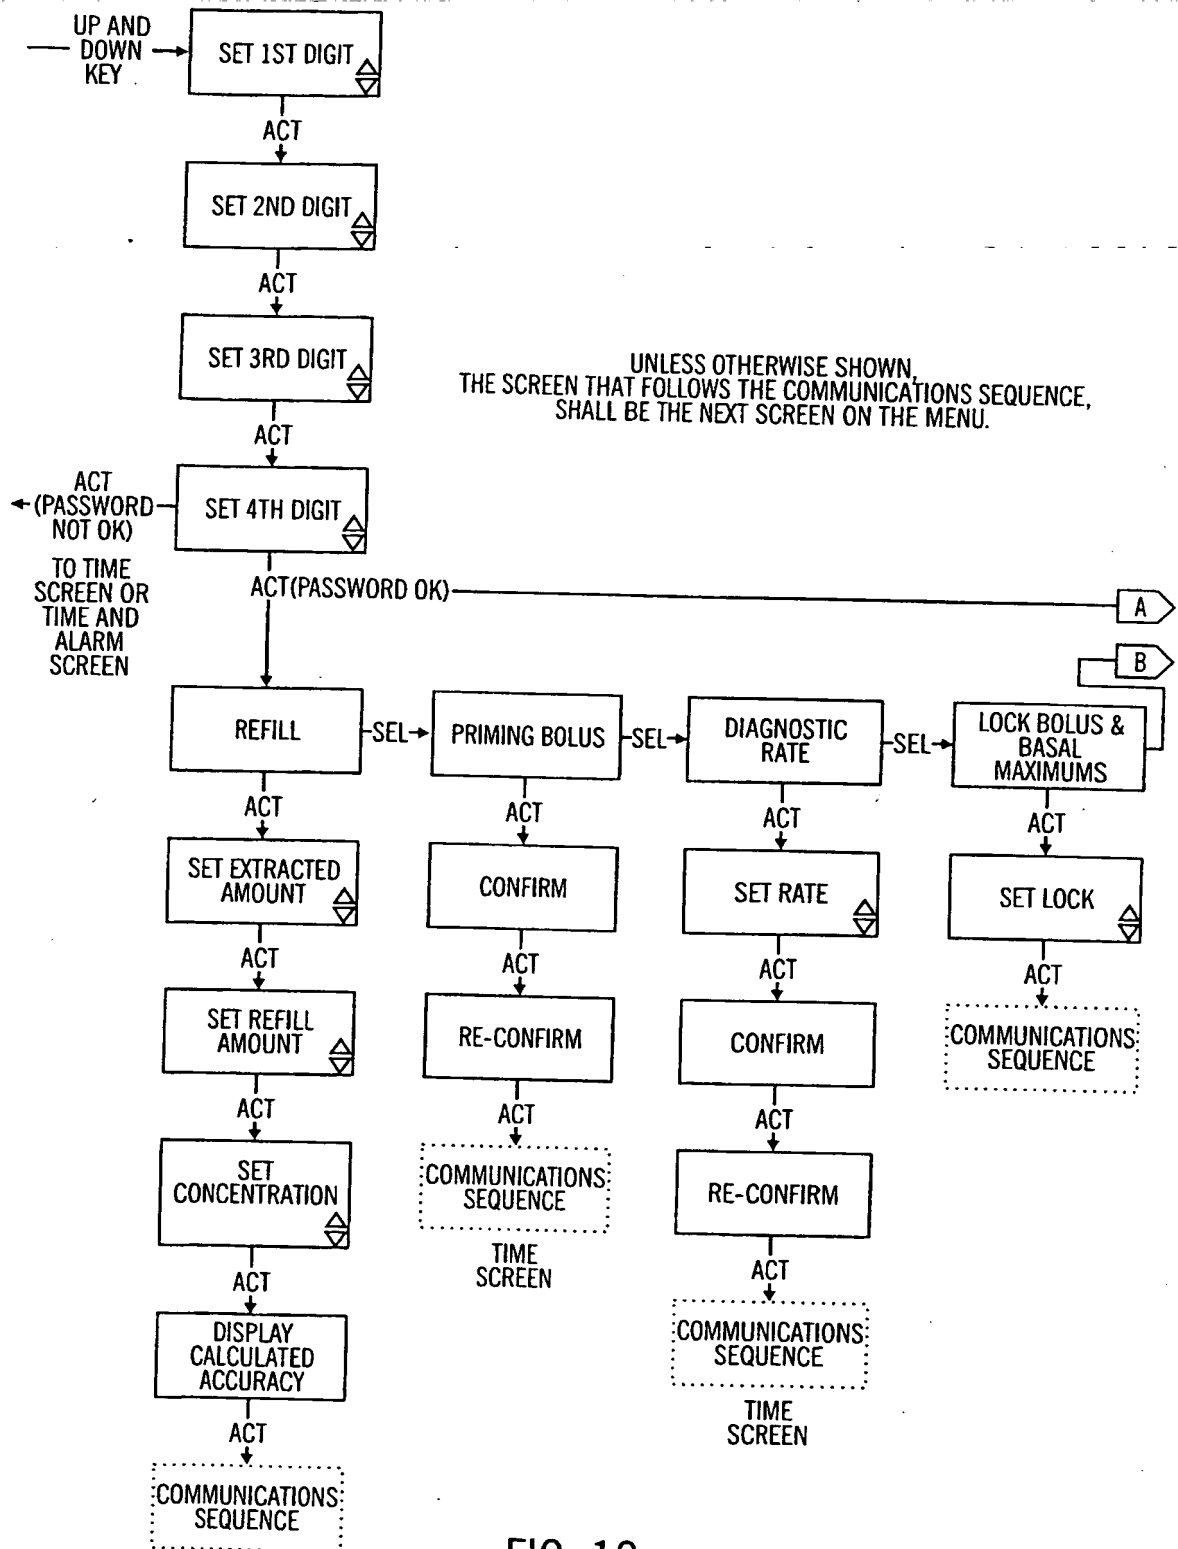 UP AND
DOWN
KEY
SET 1ST DIGIT
ACT
SET 2ND DIGIT
ACT
SET 3RD DIGIT
UNLESS OTHERWISE SHOWN,
THE SCREEN THAT FOLLOWS THE COMMUNICATIONS SEQUENCE,
SHALL BE THE NEXT SCREEN ON THE MENU.
ACT
ACT
(PASSWORD
NOT OK)
SET 4TH DIGIT
TO TIME
SCREEN OR
TIME AND
ALARM
SCREEN
ACT(PASSWORD OK)
A
B
REFILL
SEL
PRIMING BOLUS
SEL
DIAGNOSTIC
RATE
SEL
LOCK BOLUS &
BASAL
MAXIMUMS
ACT
ACT
ACT
ACT
SET EXTRACTED
AMOUNT
CONFIRM
SET RATE
SET LOCK
ACT
ACT
ACT
ACT
SET REFILL
AMOUNT
RE-CONFIRM
CONFIRM
COMMUNICATIONS
SEQUENCE
ACT
ACT
ACT
SET
CONCENTRATION
COMMUNICATIONS
SEQUENCE
TIME
SCREEN
RE-CONFIRM
ACT
ACT
DISPLAY
CALCULATED
ACCURACY
COMMUNICATIONS
SEQUENCE
TIME
SCREEN
ACT
COMMUNICATIONS
SEQUENCE